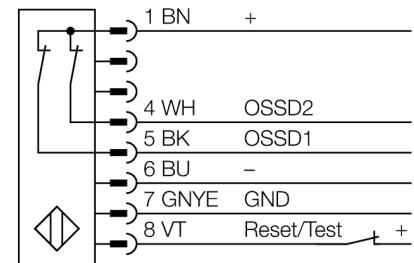 1 BN +
4 WH OSSD2
5 BK OSSD1
6 BU –
7 GNYE GND
8 VT Reset/Test +